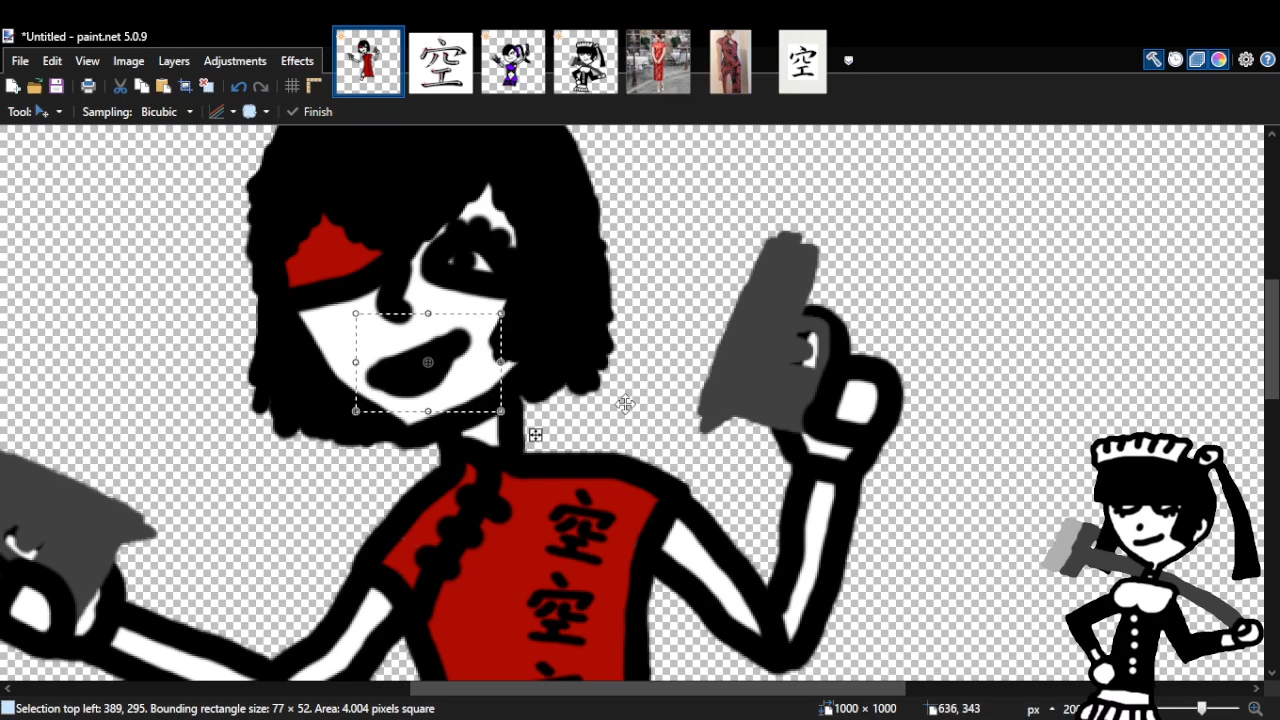 *Untitled - paint.net 5.0.9
File Edit View Image Layers Adjustments Effects
空
空
Tool: Sampling: Bicubic Finish
空
空
Selection top left: 389, 295. Bounding rectangle size: 77 × 52. Area: 4.004 pixels square
1000 × 1000
636, 343
px